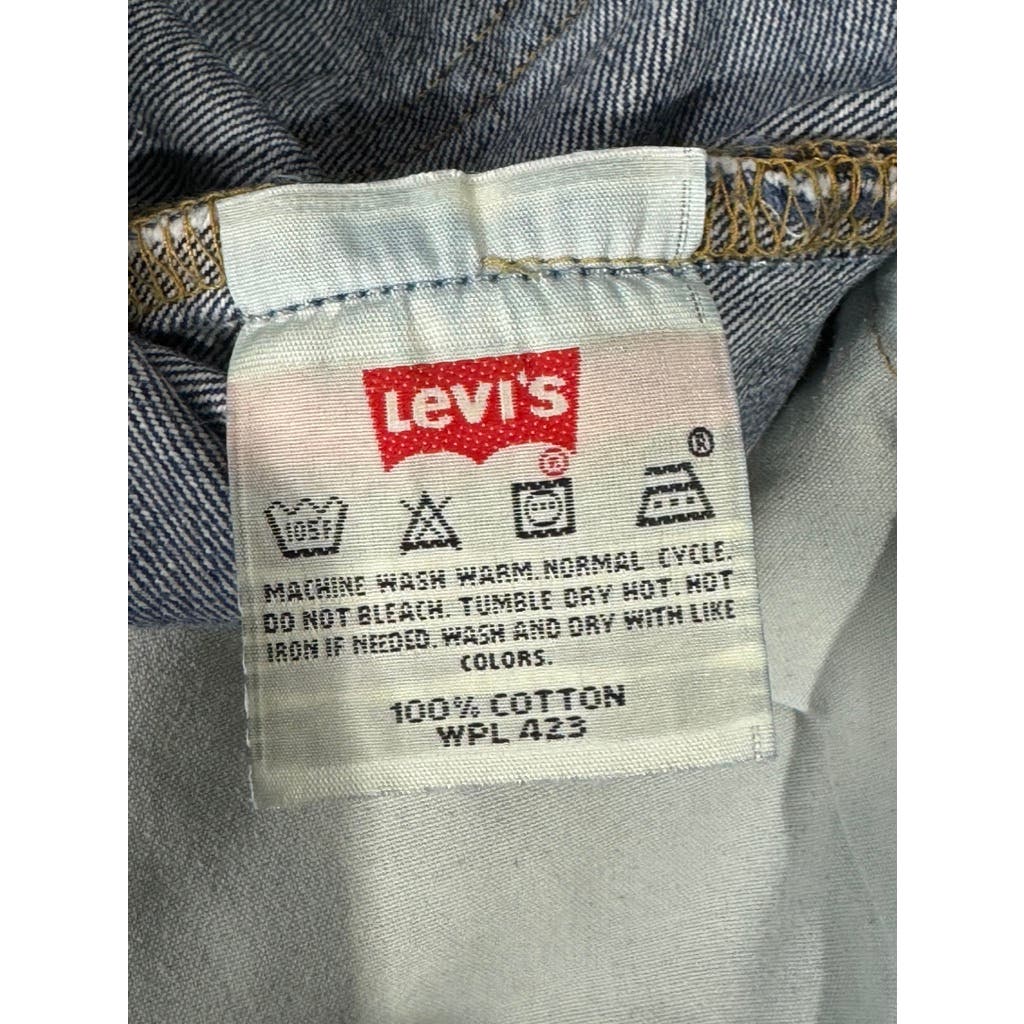 LEVI'S
®
®
105F
MACHINE WASH WARM. NORMAL CYCLE.
DO NOT BLEACH. TUMBLE DRY HOT. HOT
IRON IF NEEDED. WASH AND DRY WITH LIKE
COLORS.
100% COTTON
WPL 423